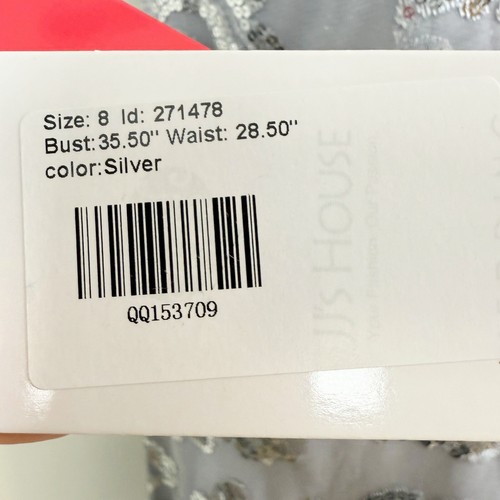 Size: 8 Id: 271478
Bust:35.50" Waist: 28.50"
color:Silver
QQ153709
JJ's HOUSE